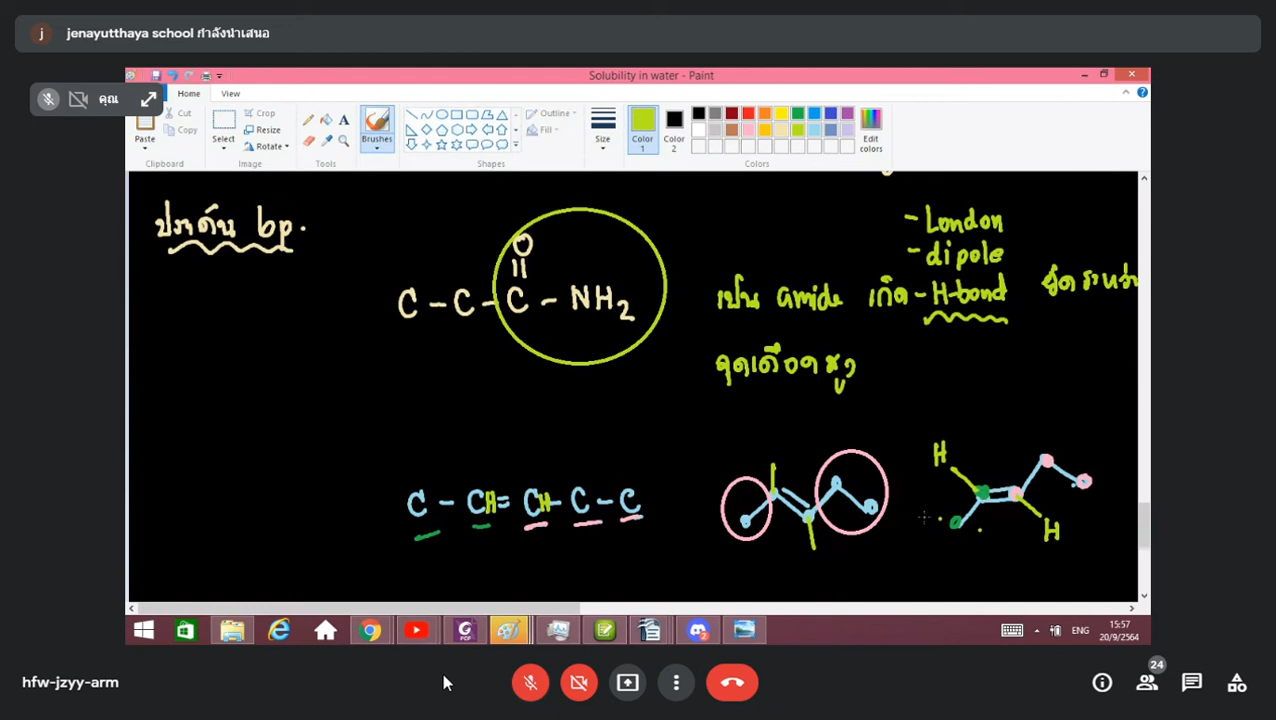 j jenayutthaya school กำลังนำเสนอ
Solubility in water - Paint
คุณ
Home View
Paste
Cut
Copy
Clipboard
Select
Crop
Resize
Rotate
Image
A
Tools
Brushes
Outline
Fill
Shapes
Size
Color 1
Color 2
Edit colors
Colors
ประเด็น bp.
O
C - C - C - NH2
- London
- dipole
เป็น amide เกิด - H-bond
จุดเดือดสูง
C - CH = CH - C - C
H
H
PDF
2
ENG
15:57
20/9/2564
hfw-jzyy-arm
24